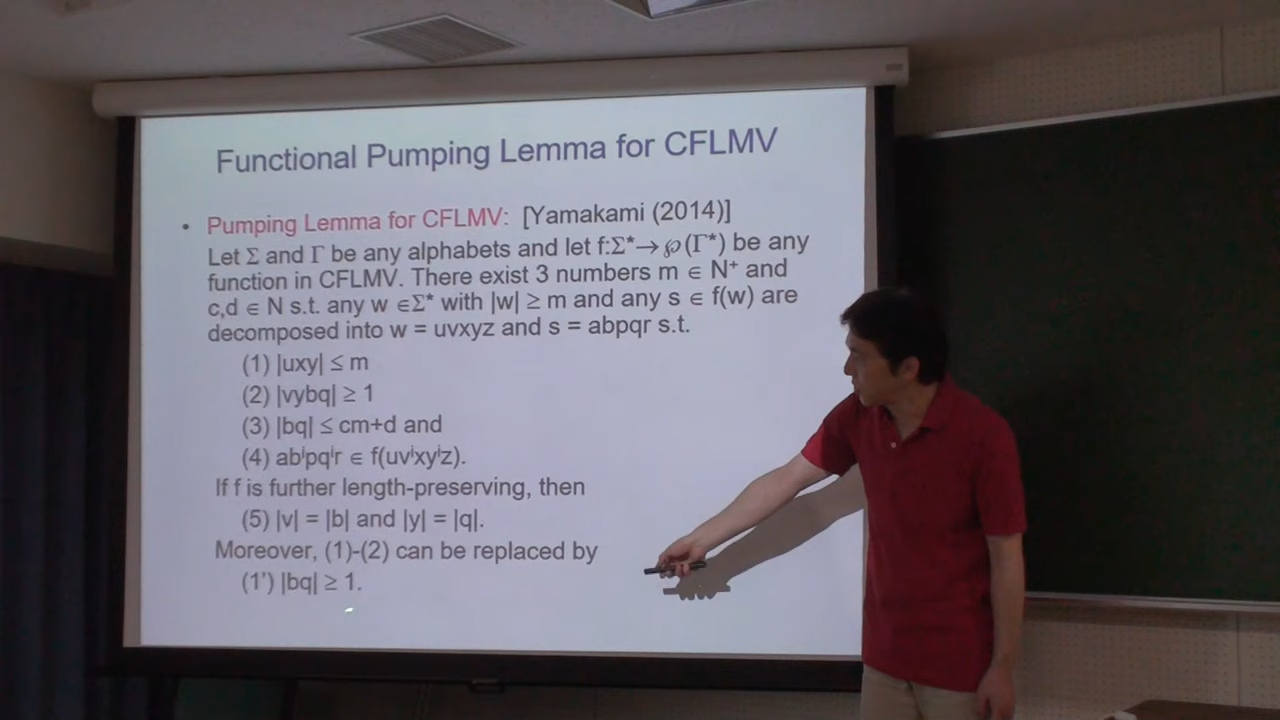 Functional Pumping Lemma for CFLMV
• Pumping Lemma for CFLMV: [Yamakami (2014)]
Let Σ and Γ be any alphabets and let f:Σ*→℘(Γ*) be any
function in CFLMV. There exist 3 numbers m ∈ N⁺ and
c,d ∈ N s.t. any w ∈Σ* with |w| ≥ m and any s ∈ f(w) are
decomposed into w = uvxyz and s = abpqr s.t.
(1) |uxy| ≤ m
(2) |vybq| ≥ 1
(3) |bq| ≤ cm+d and
(4) abⁱpqⁱr ∈ f(uvⁱxyⁱz).
If f is further length-preserving, then
(5) |v| = |b| and |y| = |q|.
Moreover, (1)-(2) can be replaced by
(1') |bq| ≥ 1.